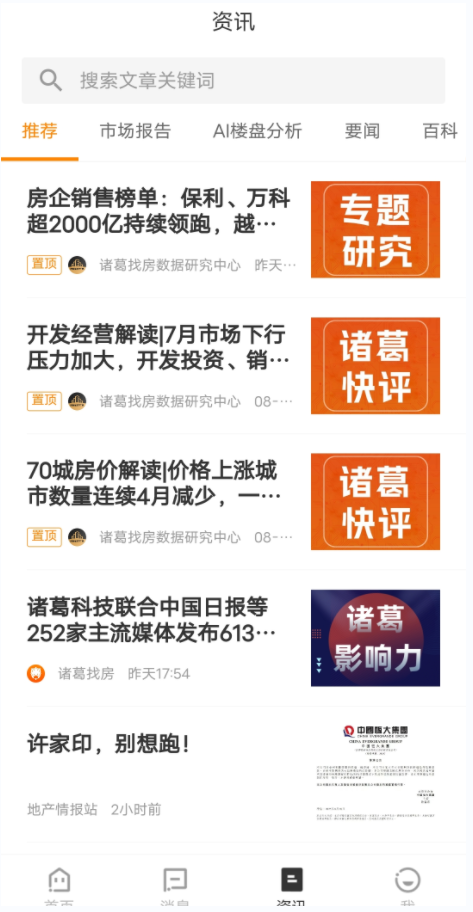 资讯
搜索文章关键词
推荐 市场报告 AI楼盘分析 要闻 百科
房企销售榜单：保利、万科
超2000亿持续领跑，越…
置顶 诸葛找房数据研究中心 昨天…
专题
研究
开发经营解读|7月市场下行
压力加大，开发投资、销…
置顶 诸葛找房数据研究中心 08-…
诸葛
快评
70城房价解读|价格上涨城
市数量连续4月减少，一…
置顶 诸葛找房数据研究中心 08-…
诸葛
快评
诸葛科技联合中国日报等
252家主流媒体发布613…
诸葛找房 昨天17:54
诸葛
影响力
许家印，别想跑！
地产情报站 2小时前
首页 消息 资讯 我